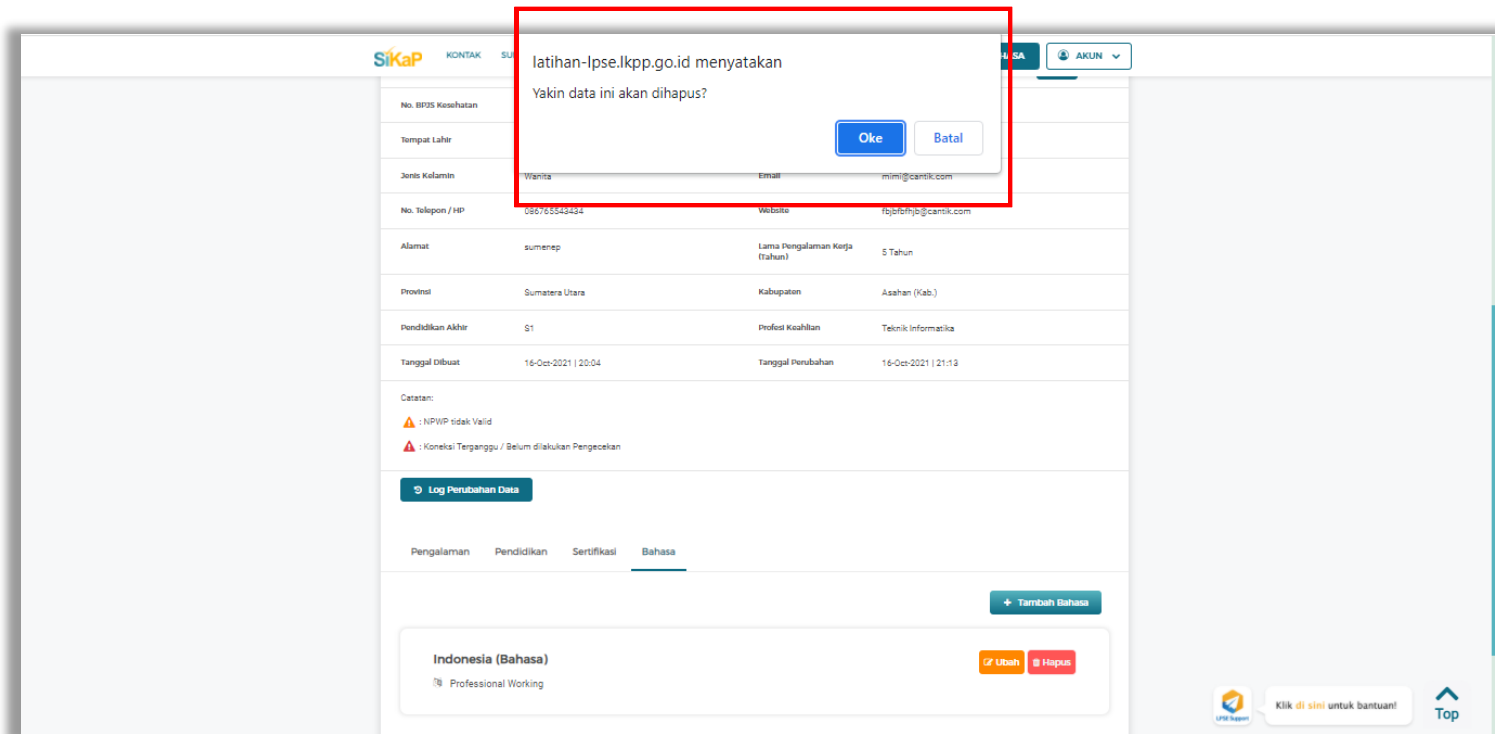 SiKaP KONTAK AKUN
latihan-lpse.lkpp.go.id menyatakan
Yakin data ini akan dihapus?
Oke Batal
No. BPJS Kesehatan
Tempat Lahir
Jenis Kelamin Wanita Email mimi@cantik.com
No. Telepon / HP 086765543434 Website fbjbfbfhjb@cantik.com
Alamat sumenep Lama Pengalaman Kerja
(Tahun) 5 Tahun
Provinsi Sumatera Utara Kabupaten Asahan (Kab.)
Pendidikan Akhir S1 Profesi Keahlian Teknik Informatika
Tanggal Dibuat 16-Oct-2021 | 20:04 Tanggal Perubahan 16-Oct-2021 | 21:13
Catatan:
: NPWP tidak Valid
: Koneksi Terganggu / Belum dilakukan Pengecekan
Log Perubahan Data
Pengalaman Pendidikan Sertifikasi Bahasa
+ Tambah Bahasa
Indonesia (Bahasa) Ubah Hapus
Professional Working
LPSE Support Klik di sini untuk bantuan! Top